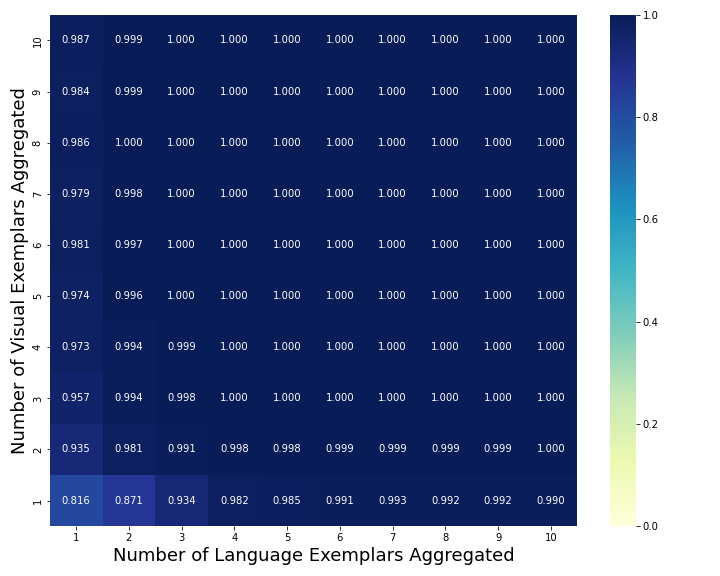 Number of Visual Exemplars Aggregated
10 0.987 0.999 1.000 1.000 1.000 1.000 1.000 1.000 1.000 1.000
9 0.984 0.999 1.000 1.000 1.000 1.000 1.000 1.000 1.000 1.000
8 0.986 1.000 1.000 1.000 1.000 1.000 1.000 1.000 1.000 1.000
7 0.979 0.998 1.000 1.000 1.000 1.000 1.000 1.000 1.000 1.000
6 0.981 0.997 1.000 1.000 1.000 1.000 1.000 1.000 1.000 1.000
5 0.974 0.996 1.000 1.000 1.000 1.000 1.000 1.000 1.000 1.000
4 0.973 0.994 0.999 1.000 1.000 1.000 1.000 1.000 1.000 1.000
3 0.957 0.994 0.998 1.000 1.000 1.000 1.000 1.000 1.000 1.000
2 0.935 0.981 0.991 0.998 0.998 0.999 0.999 0.999 0.999 1.000
1 0.816 0.871 0.934 0.982 0.985 0.991 0.993 0.992 0.992 0.990
1 2 3 4 5 6 7 8 9 10
Number of Language Exemplars Aggregated
1.0
0.8
0.6
0.4
0.2
0.0